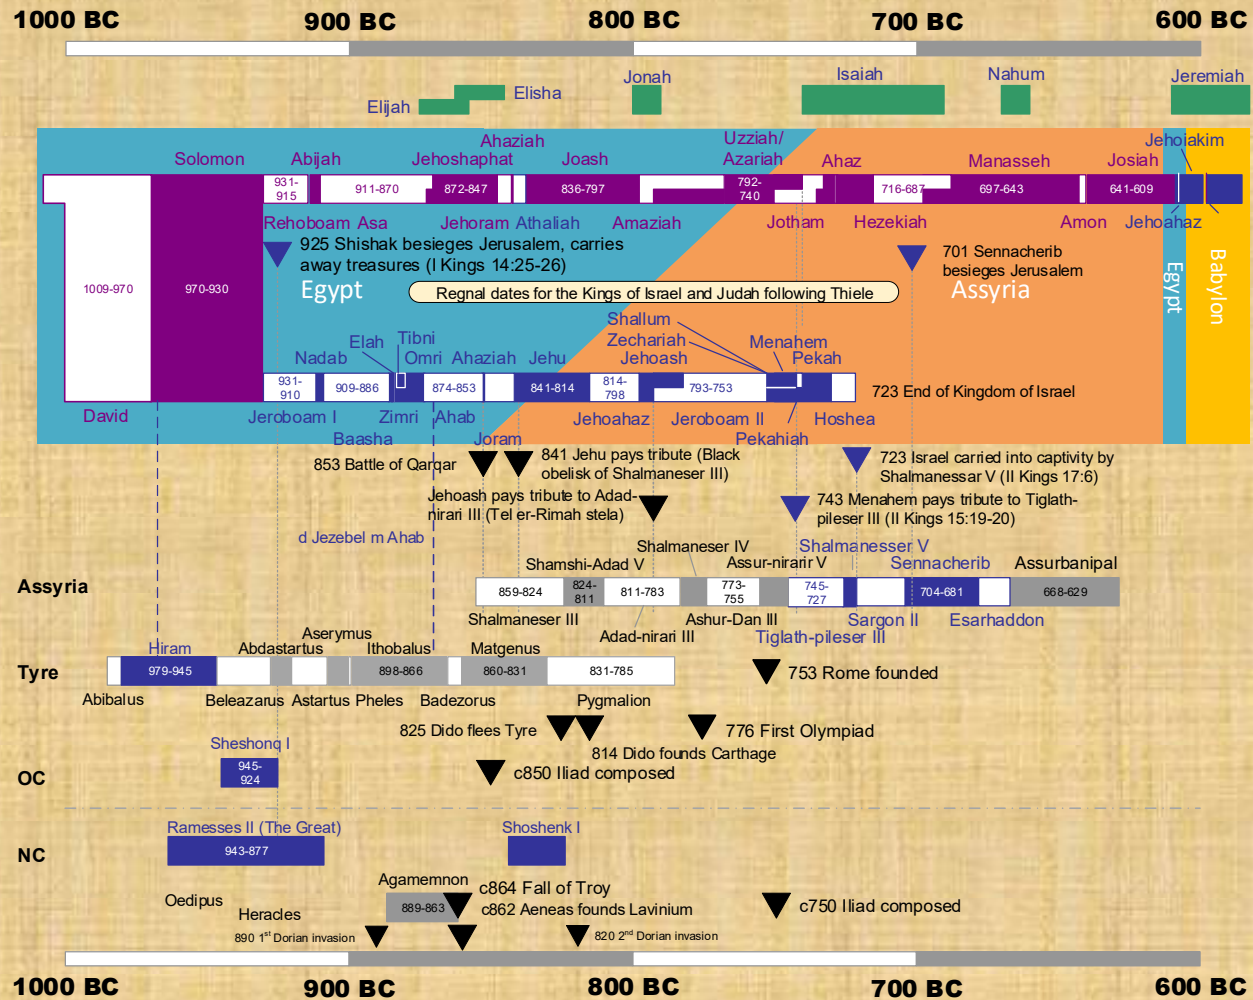 1000 BC
900 BC
800 BC
700 BC
600 BC
Elijah
Elisha
Jonah
Isaiah
Nahum
Jeremiah
Solomon
Abijah
Ahaziah
Jehoshaphat
Joash
Uzziah/
Azariah
Ahaz
Manasseh
Josiah
Jehoiakim
931-
915
911-870
872-847
836-797
792-
740
716-687
697-643
641-609
Rehoboam
Asa
Jehoram
Athaliah
Amaziah
Jotham
Hezekiah
Amon
Jehoahaz
1009-970
970-930
925 Shishak besieges Jerusalem, carries
away treasures (I Kings 14:25-26)
Egypt
701 Sennacherib
besieges Jerusalem
Assyria
Egypt
Babylon
Regnal dates for the Kings of Israel and Judah following Thiele
Shallum
Zechariah
Jehoash
Menahem
Pekah
Elah
Tibni
Nadab
Omri
Ahaziah
Jehu
931-
910
909-886
874-853
841-814
814-
798
793-753
723 End of Kingdom of Israel
David
Jeroboam I
Baasha
Zimri
Ahab
Joram
Jehoahaz
Jeroboam II
Pekahiah
Hoshea
853 Battle of Qarqar
841 Jehu pays tribute (Black
obelisk of Shalmaneser III)
723 Israel carried into captivity by
Shalmanessar V (II Kings 17:6)
Jehoash pays tribute to Adad-
nirari III (Tel er-Rimah stela)
743 Menahem pays tribute to Tiglath-
pileser III (II Kings 15:19-20)
d Jezebel m Ahab
Shalmaneser IV
Shalmanesser V
Shamshi-Adad V
Assur-nirarir V
Sennacherib
Assurbanipal
Assyria
859-824
824-
811
811-783
773-
755
745-
727
704-681
668-629
Shalmaneser III
Adad-nirari III
Ashur-Dan III
Tiglath-pileser III
Sargon II
Esarhaddon
Hiram
Abdastartus
Aserymus
Ithobalus
Matgenus
Tyre
979-945
898-866
860-831
831-785
753 Rome founded
Abibalus
Beleazarus
Astartus
Pheles
Badezorus
Pygmalion
825 Dido flees Tyre
776 First Olympiad
814 Dido founds Carthage
Sheshonq I
OC
945-
924
c850 Iliad composed
Ramesses II (The Great)
Shoshenk I
NC
943-877
Agamemnon
889-863
c864 Fall of Troy
c862 Aeneas founds Lavinium
c750 Iliad composed
Oedipus
Heracles
890 1st Dorian invasion
820 2nd Dorian invasion
1000 BC
900 BC
800 BC
700 BC
600 BC